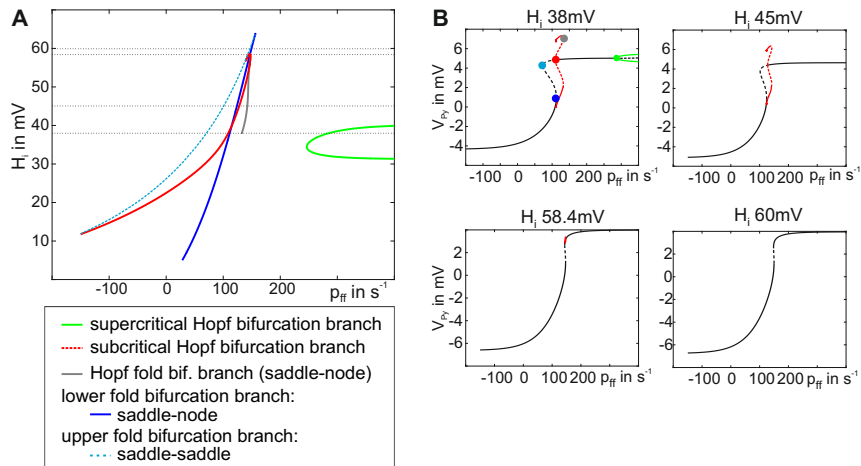 A
H_i in mV
60
50
40
30
20
10
-100
0
100
p_ff in s⁻¹
supercritical Hopf bifurcation branch
subcritical Hopf bifurcation branch
Hopf fold bif. branch (saddle-node)
lower fold bifurcation branch:
saddle-node
upper fold bifurcation branch:
saddle-saddle
B
H_i 38mV
V_Py in mV
6
4
2
0
-2
-4
-100
0
100
200
p_ff in s⁻¹
H_i 45mV
6
4
2
0
-2
-4
-100
0
100
200
p_ff in s⁻¹
H_i 58.4mV
V_Py in mV
2
0
-2
-4
-6
-100
0
100
200
p_ff in s⁻¹
H_i 60mV
2
0
-2
-4
-6
-100
0
100
200
p_ff in s⁻¹